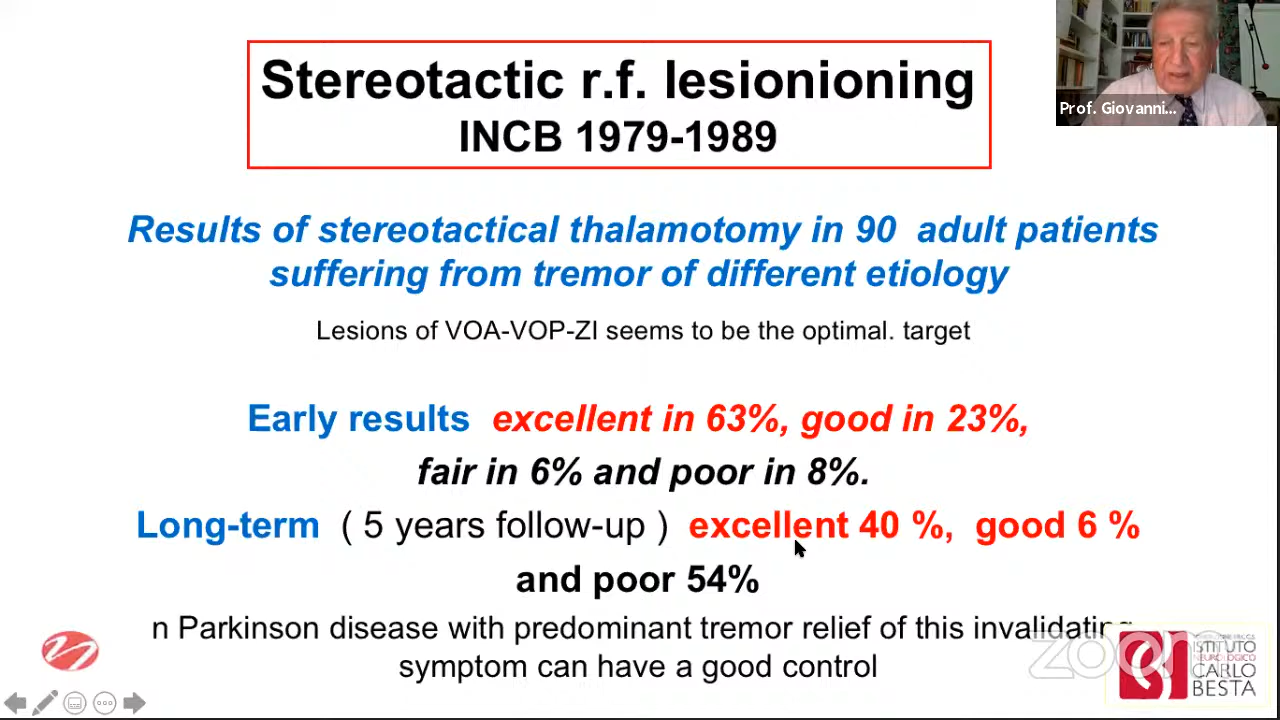 Stereotactic r.f. lesionioning
INCB 1979-1989
Prof. Giovanni...
Results of stereotactical thalamotomy in 90 adult patients
suffering from tremor of different etiology
Lesions of VOA-VOP-ZI seems to be the optimal. target
Early results excellent in 63%, good in 23%,
fair in 6% and poor in 8%.
Long-term ( 5 years follow-up ) excellent 40 %, good 6 %
and poor 54%
n Parkinson disease with predominant tremor relief of this invalidating
symptom can have a good control
zoom
ISTITUTO
NEUROLOGICO
CARLO
BESTA